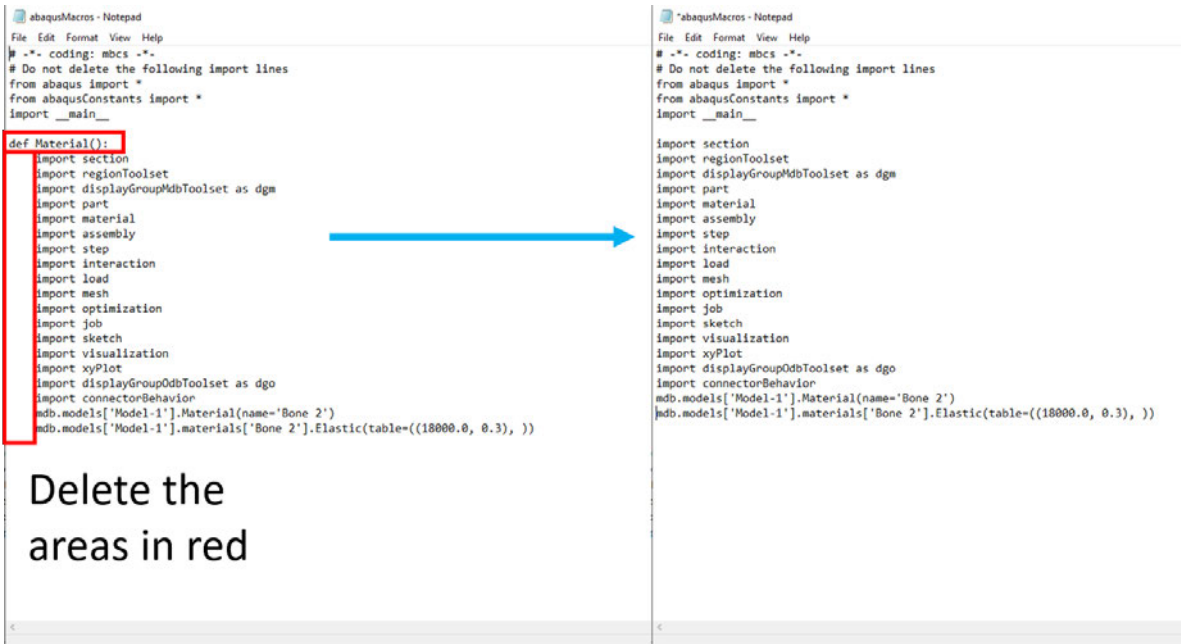 abaqusMacros - Notepad
File Edit Format View Help
# -*- coding: mbcs -*-
# Do not delete the following import lines
from abaqus import *
from abaqusConstants import *
import __main__
def Material():
import section
import regionToolset
import displayGroupMdbToolset as dgm
import part
import material
import assembly
import step
import interaction
import load
import mesh
import optimization
import job
import sketch
import visualization
import xyPlot
import displayGroupOdbToolset as dgo
import connectorBehavior
mdb.models['Model-1'].Material(name='Bone 2')
mdb.models['Model-1'].materials['Bone 2'].Elastic(table=((18000.0, 0.3), ))
Delete the
areas in red
*abaqusMacros - Notepad
File Edit Format View Help
# -*- coding: mbcs -*-
# Do not delete the following import lines
from abaqus import *
from abaqusConstants import *
import __main__
import section
import regionToolset
import displayGroupMdbToolset as dgm
import part
import material
import assembly
import step
import interaction
import load
import mesh
import optimization
import job
import sketch
import visualization
import xyPlot
import displayGroupOdbToolset as dgo
import connectorBehavior
mdb.models['Model-1'].Material(name='Bone 2')
mdb.models['Model-1'].materials['Bone 2'].Elastic(table=((18000.0, 0.3), ))